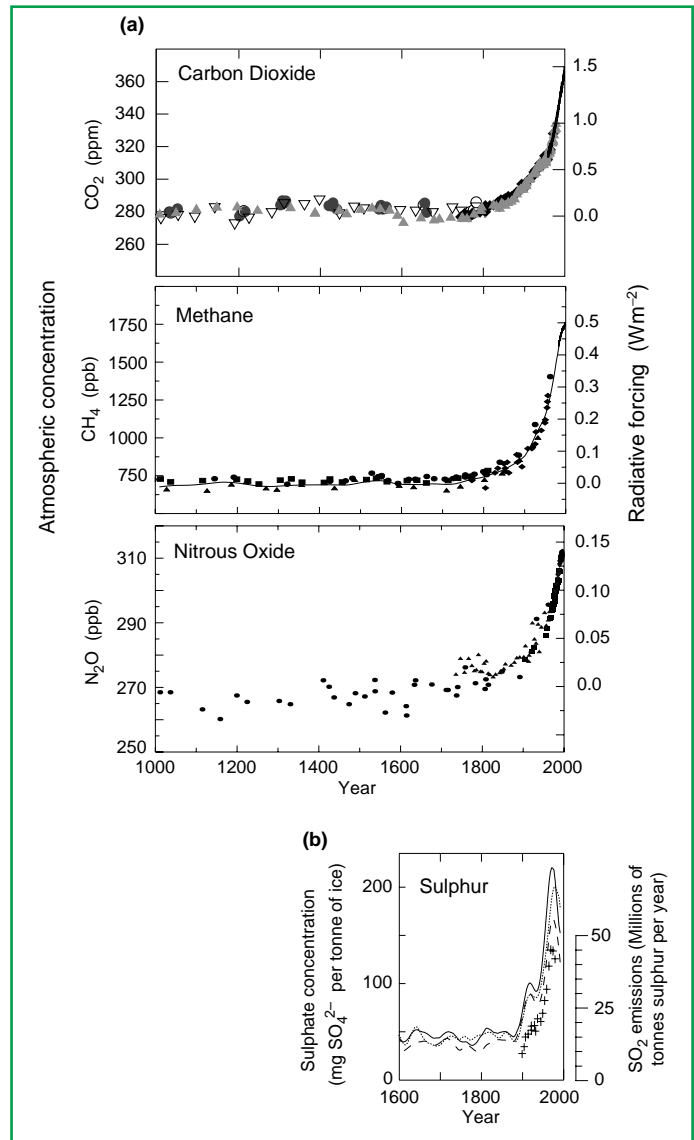 (a)
Carbon Dioxide
360
340
320
300
280
260
CO₂ (ppm)
1.5
1.0
0.5
0.0
Methane
1750
1500
1250
1000
750
CH₄ (ppb)
0.5
0.4
0.3
0.2
0.1
0.0
Atmospheric concentration
Radiative forcing (Wm⁻²)
Nitrous Oxide
310
290
270
250
N₂O (ppb)
0.15
0.10
0.05
0.0
1000 1200 1400 1600 1800 2000
Year
(b)
Sulphur
200
100
0
Sulphate concentration
(mg SO₄²⁻ per tonne of ice)
50
25
0
SO₂ emissions (Millions of
tonnes sulphur per year)
1600 1800 2000
Year